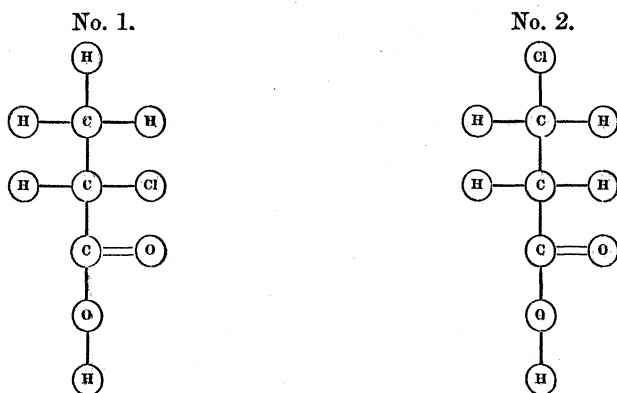 No. 1. No. 2.
H Cl
H C H H C H
H C Cl H C H
C O C O
O O
H H